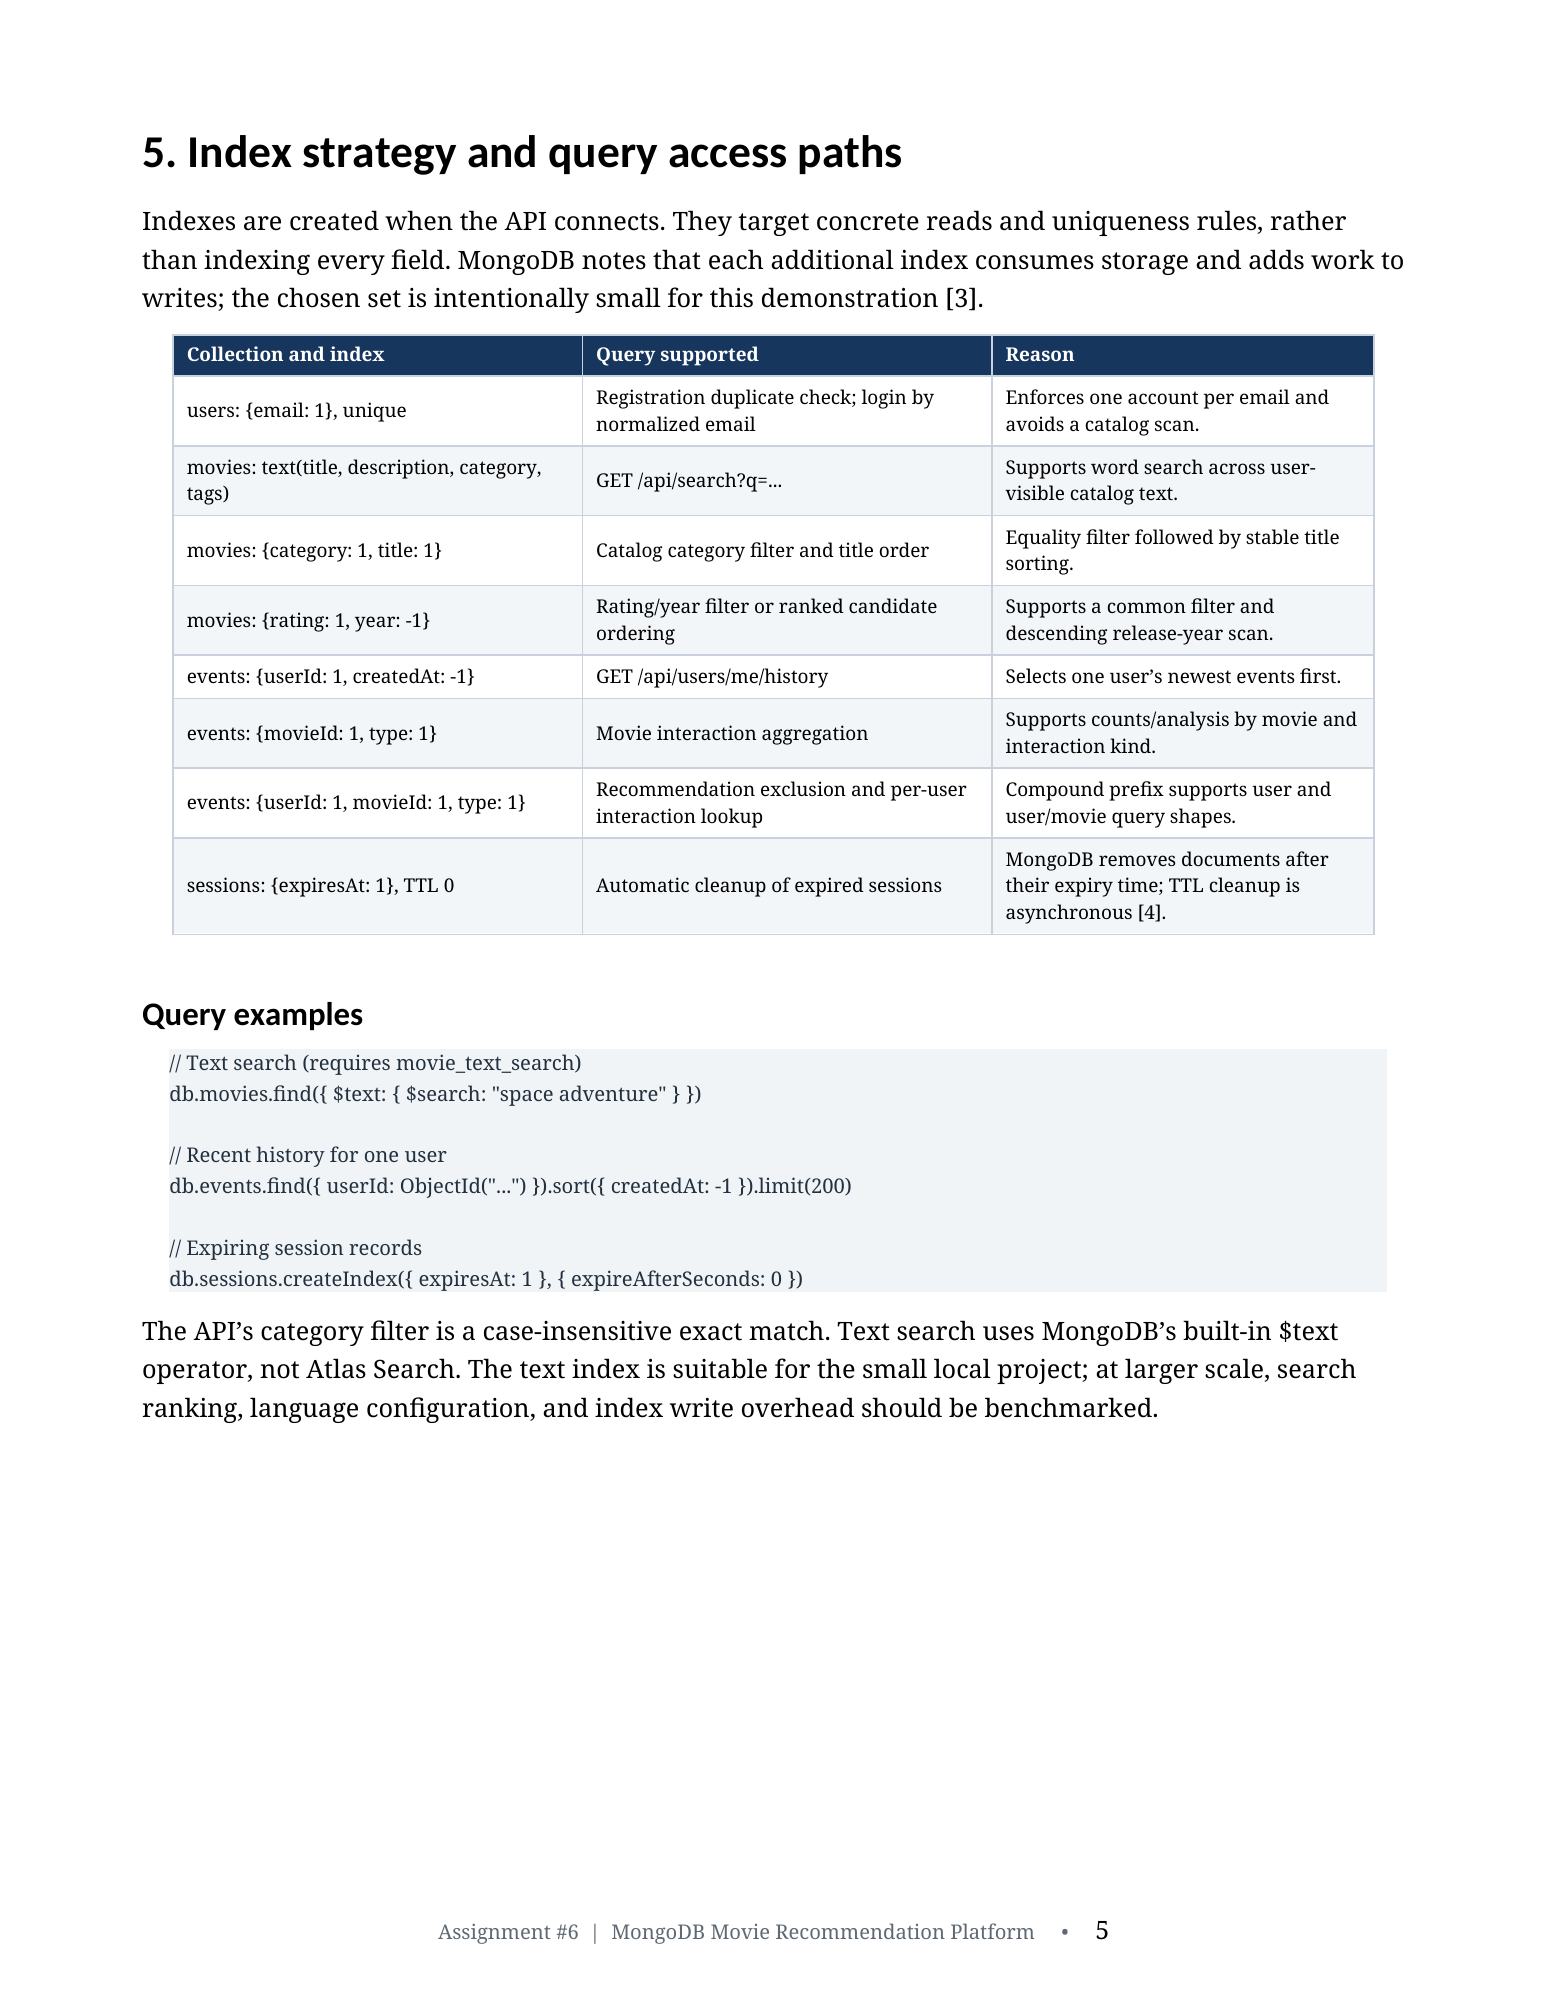 5. Index strategy and query access paths
Indexes are created when the API connects. They target concrete reads and uniqueness rules, rather
than indexing every field. MongoDB notes that each additional index consumes storage and adds work to
writes; the chosen set is intentionally small for this demonstration [3].
Collection and index Query supported Reason
users: {email: 1}, unique
Registration duplicate check; login by
normalized email
Enforces one account per email and
avoids a catalog scan.
movies: text(title, description, category,
tags)
GET /api/search?q=...
Supports word search across user-
visible catalog text.
movies: {category: 1, title: 1}
Catalog category filter and title order
Equality filter followed by stable title
sorting.
movies: {rating: 1, year: -1}
Rating/year filter or ranked candidate
ordering
Supports a common filter and
descending release-year scan.
events: {userId: 1, createdAt: -1}
GET /api/users/me/history
Selects one user’s newest events first.
events: {movieId: 1, type: 1}
Movie interaction aggregation
Supports counts/analysis by movie and
interaction kind.
events: {userId: 1, movieId: 1, type: 1}
Recommendation exclusion and per-user
interaction lookup
Compound prefix supports user and
user/movie query shapes.
sessions: {expiresAt: 1}, TTL 0
Automatic cleanup of expired sessions
MongoDB removes documents after
their expiry time; TTL cleanup is
asynchronous [4].
Query examples
// Text search (requires movie_text_search)
db.movies.find({ $text: { $search: "space adventure" } })
// Recent history for one user
db.events.find({ userId: ObjectId("...") }).sort({ createdAt: -1 }).limit(200)
// Expiring session records
db.sessions.createIndex({ expiresAt: 1 }, { expireAfterSeconds: 0 })
The API’s category filter is a case-insensitive exact match. Text search uses MongoDB’s built-in $text
operator, not Atlas Search. The text index is suitable for the small local project; at larger scale, search
ranking, language configuration, and index write overhead should be benchmarked.
Assignment #6 | MongoDB Movie Recommendation Platform • 5